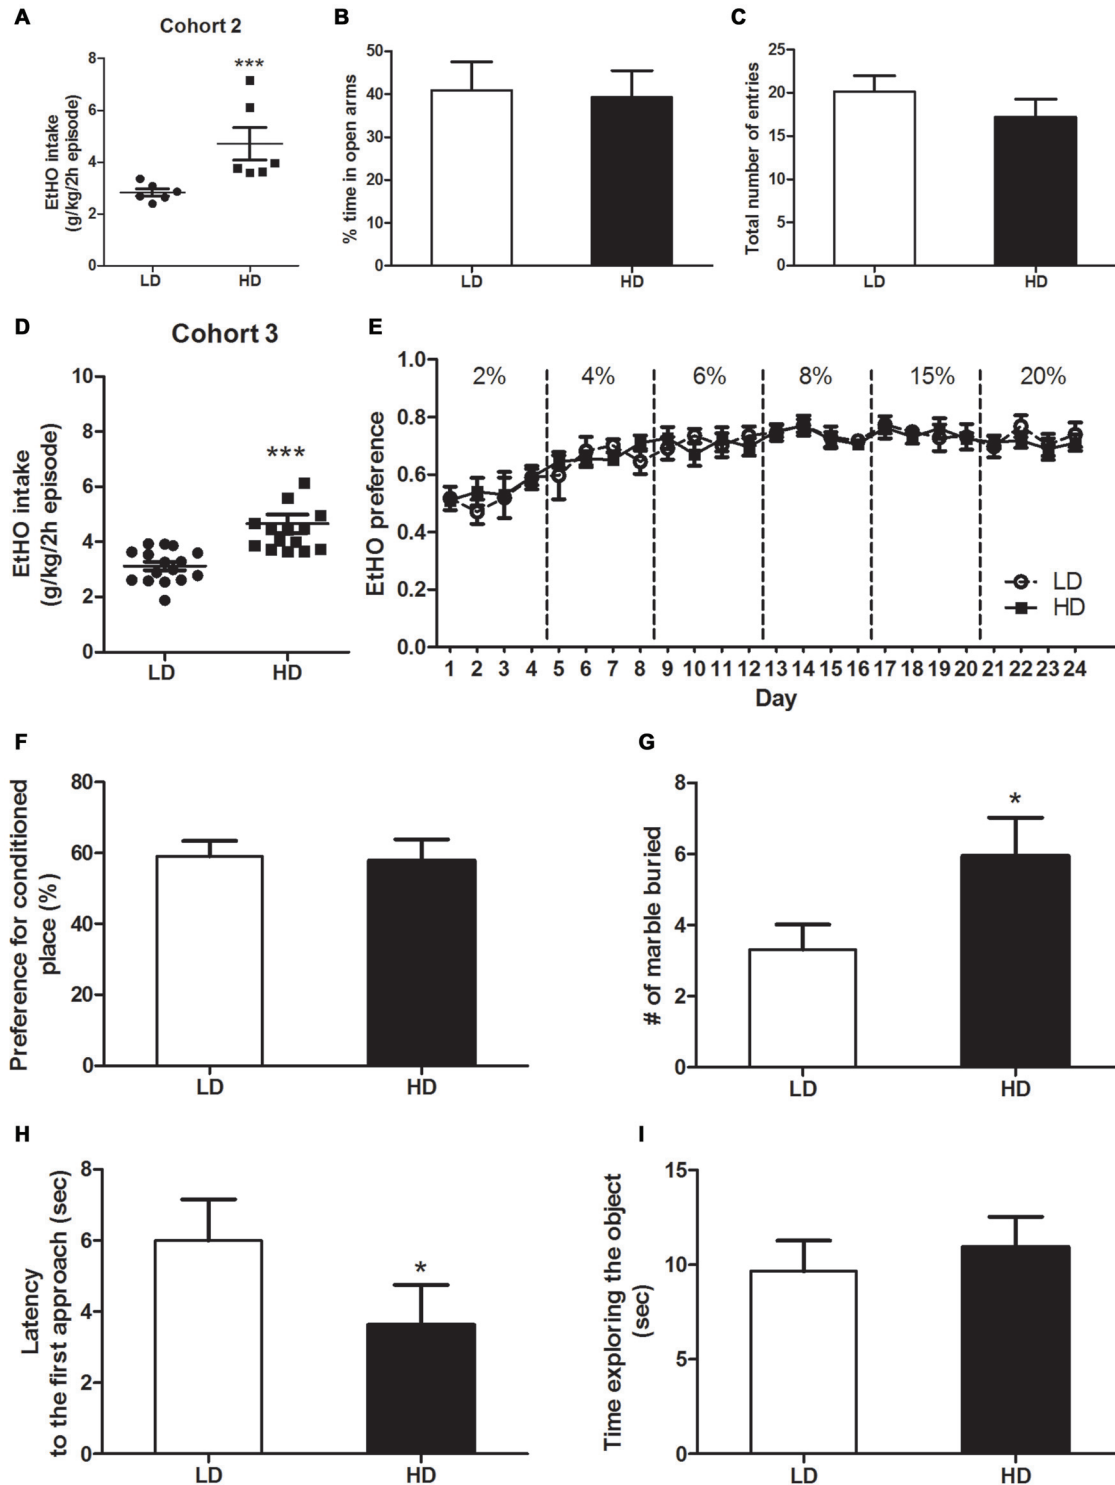 A
Cohort 2
EtHO intake
(g/kg/2h episode)
8
6
4
2
0
***
LD
HD
B
% time in open arms
50
40
30
20
10
0
LD
HD
C
Total number of entries
25
20
15
10
5
0
LD
HD
D
Cohort 3
EtHO intake
(g/kg/2h episode)
10
8
6
4
2
0
***
LD
HD
E
EtHO preference
1.0
0.8
0.6
0.4
0.2
0.0
2%
4%
6%
8%
15%
20%
LD
HD
1 2 3 4 5 6 7 8 9 10 11 12 13 14 15 16 17 18 19 20 21 22 23 24
Day
F
Preference for conditioned
place (%)
80
60
40
20
0
LD
HD
G
# of marble buried
8
6
4
2
0
*
LD
HD
H
Latency
to the first approach (sec)
8
6
4
2
0
*
LD
HD
I
Time exploring the object
(sec)
15
10
5
0
LD
HD